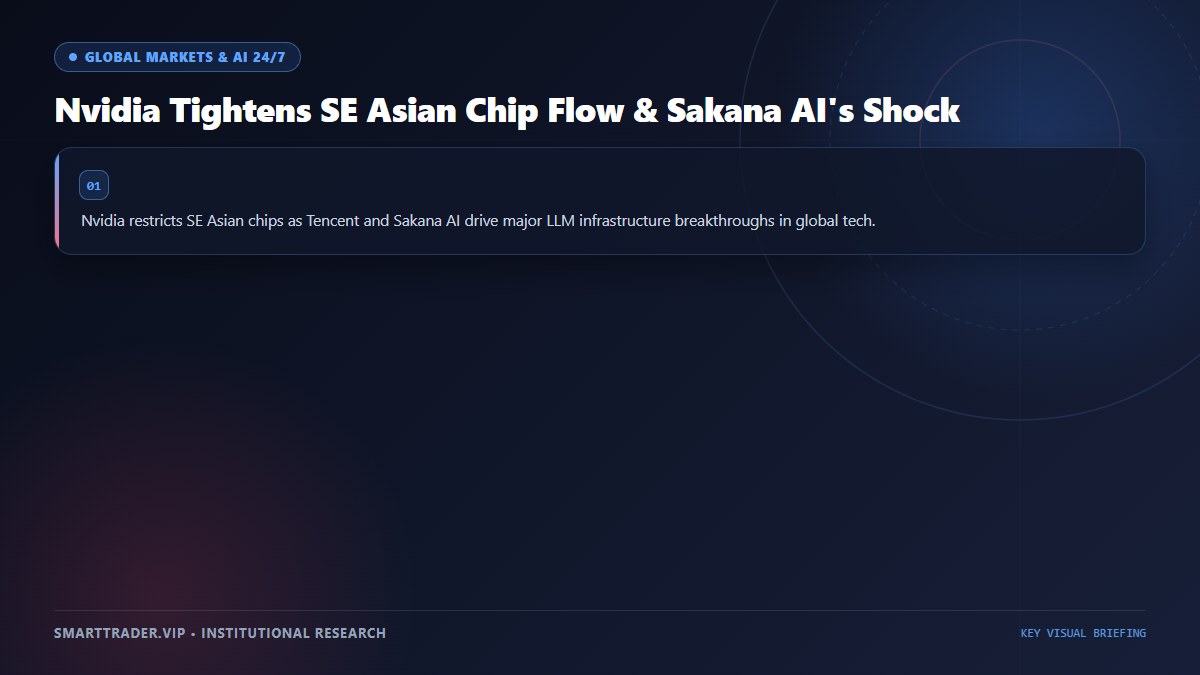 GLOBAL MARKETS & AI 24/7
Nvidia Tightens SE Asian Chip Flow & Sakana AI's Shock
01
Nvidia restricts SE Asian chips as Tencent and Sakana AI drive major LLM infrastructure breakthroughs in global tech.
SMARTTRADER.VIP • INSTITUTIONAL RESEARCH
KEY VISUAL BRIEFING